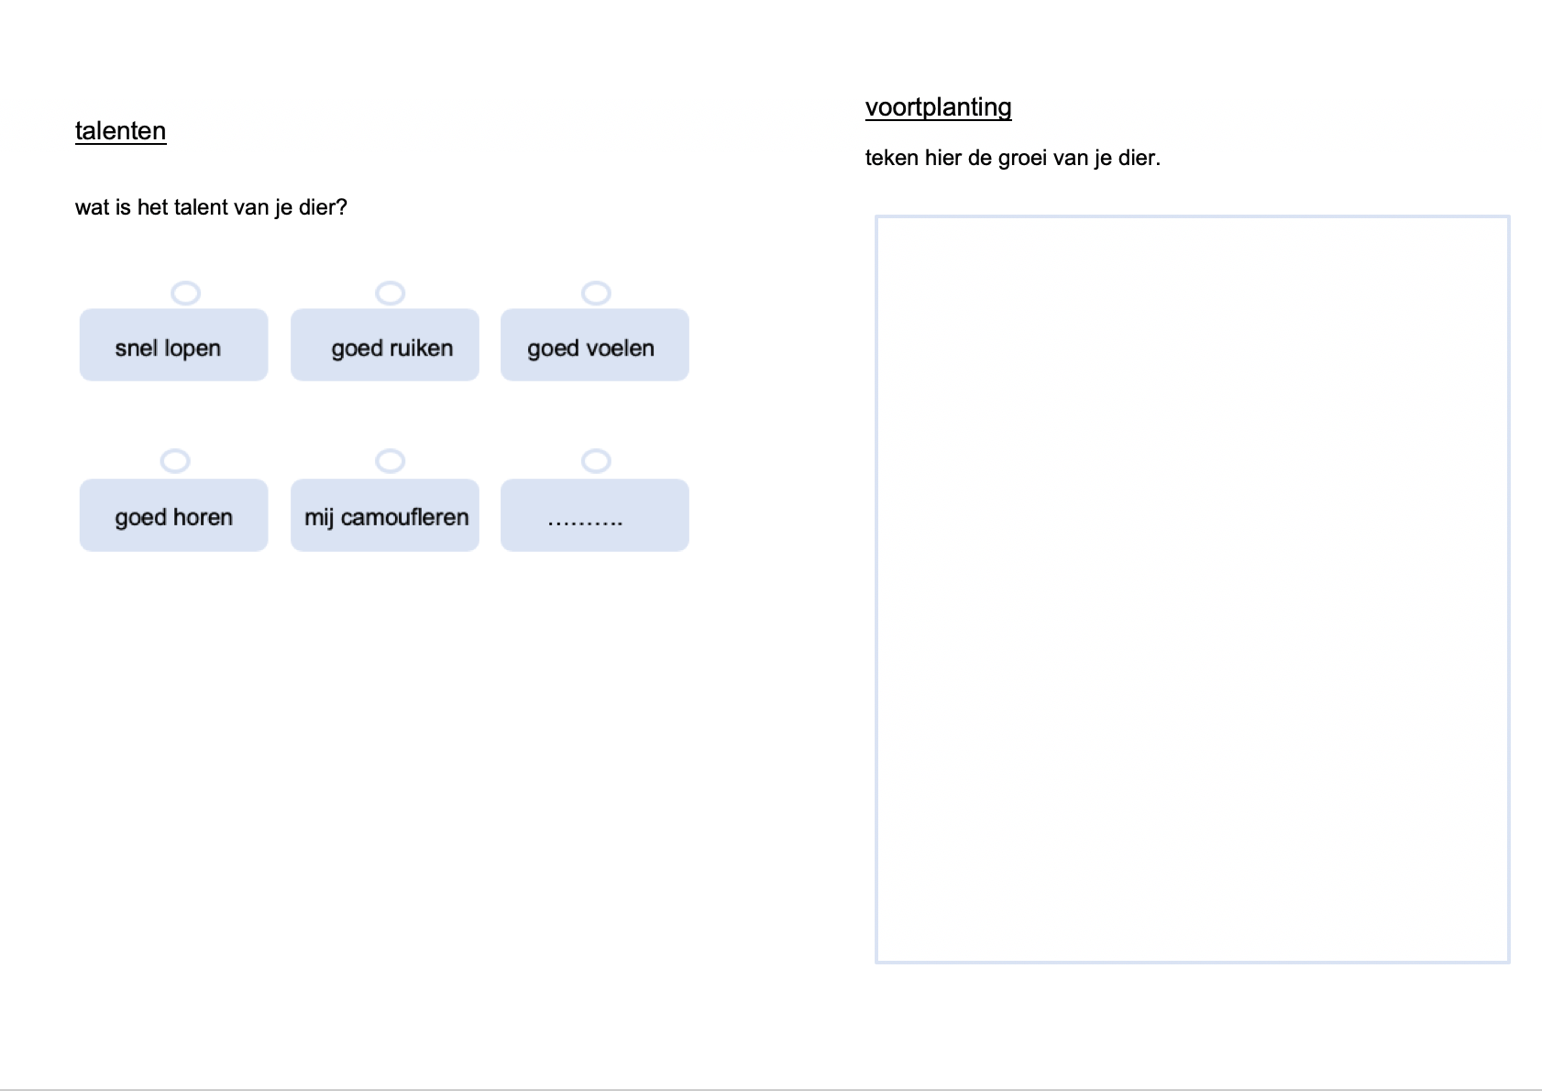 talenten
wat is het talent van je dier?
snel lopen
goed ruiken
goed voelen
goed horen
mij camoufleren
..........
voortplanting
teken hier de groei van je dier.